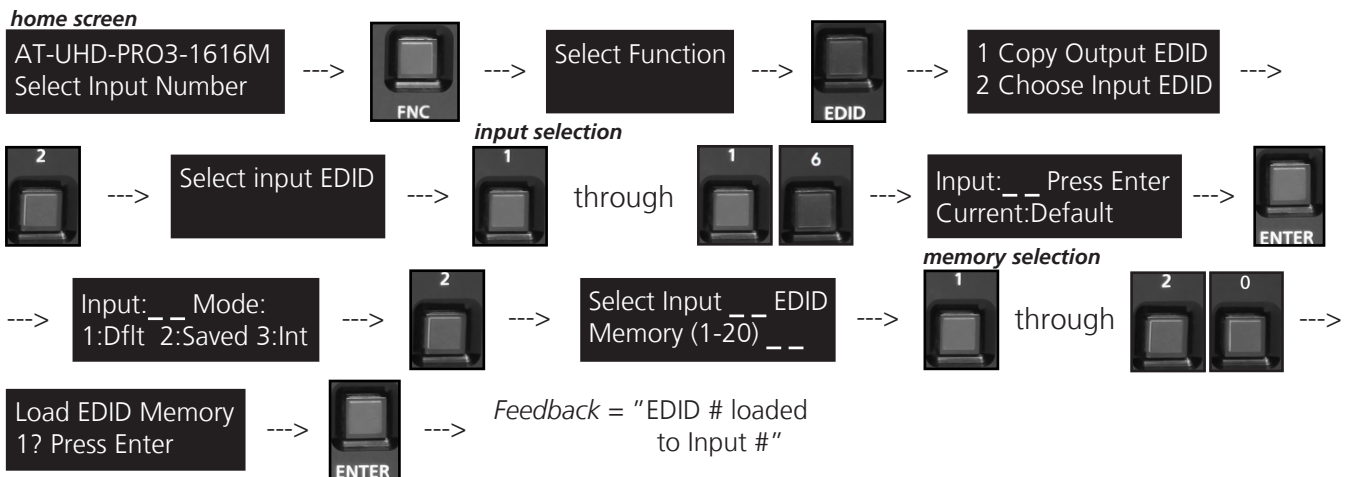 home screen
AT-UHD-PRO3-1616M
Select Input Number
--->
FNC
--->
Select Function
--->
EDID
--->
1 Copy Output EDID
2 Choose Input EDID
--->
2
--->
Select input EDID
--->
input selection
1
through
1 6
--->
Input:_ _ Press Enter
Current:Default
--->
ENTER
--->
Input:_ _ Mode:
1:Dflt 2:Saved 3:Int
--->
2
--->
Select Input _ _ EDID
Memory (1-20) _ _
--->
memory selection
1
through
2 0
--->
Load EDID Memory
1? Press Enter
--->
ENTER
--->
Feedback = "EDID # loaded
to Input #"